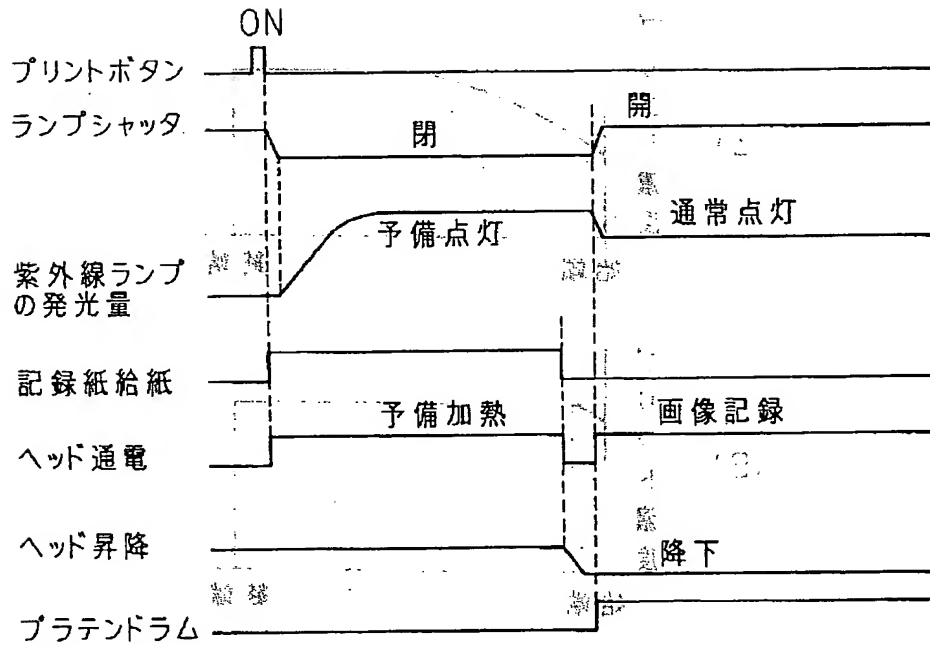 ON
プリントボタン
ランプシャッタ
閉
開
予備点灯
通常点灯
紫外線ランプ
の発光量
記録紙給紙
予備加熱
画像記録
ヘッド通電
ヘッド昇降
降下
プラテンドラム